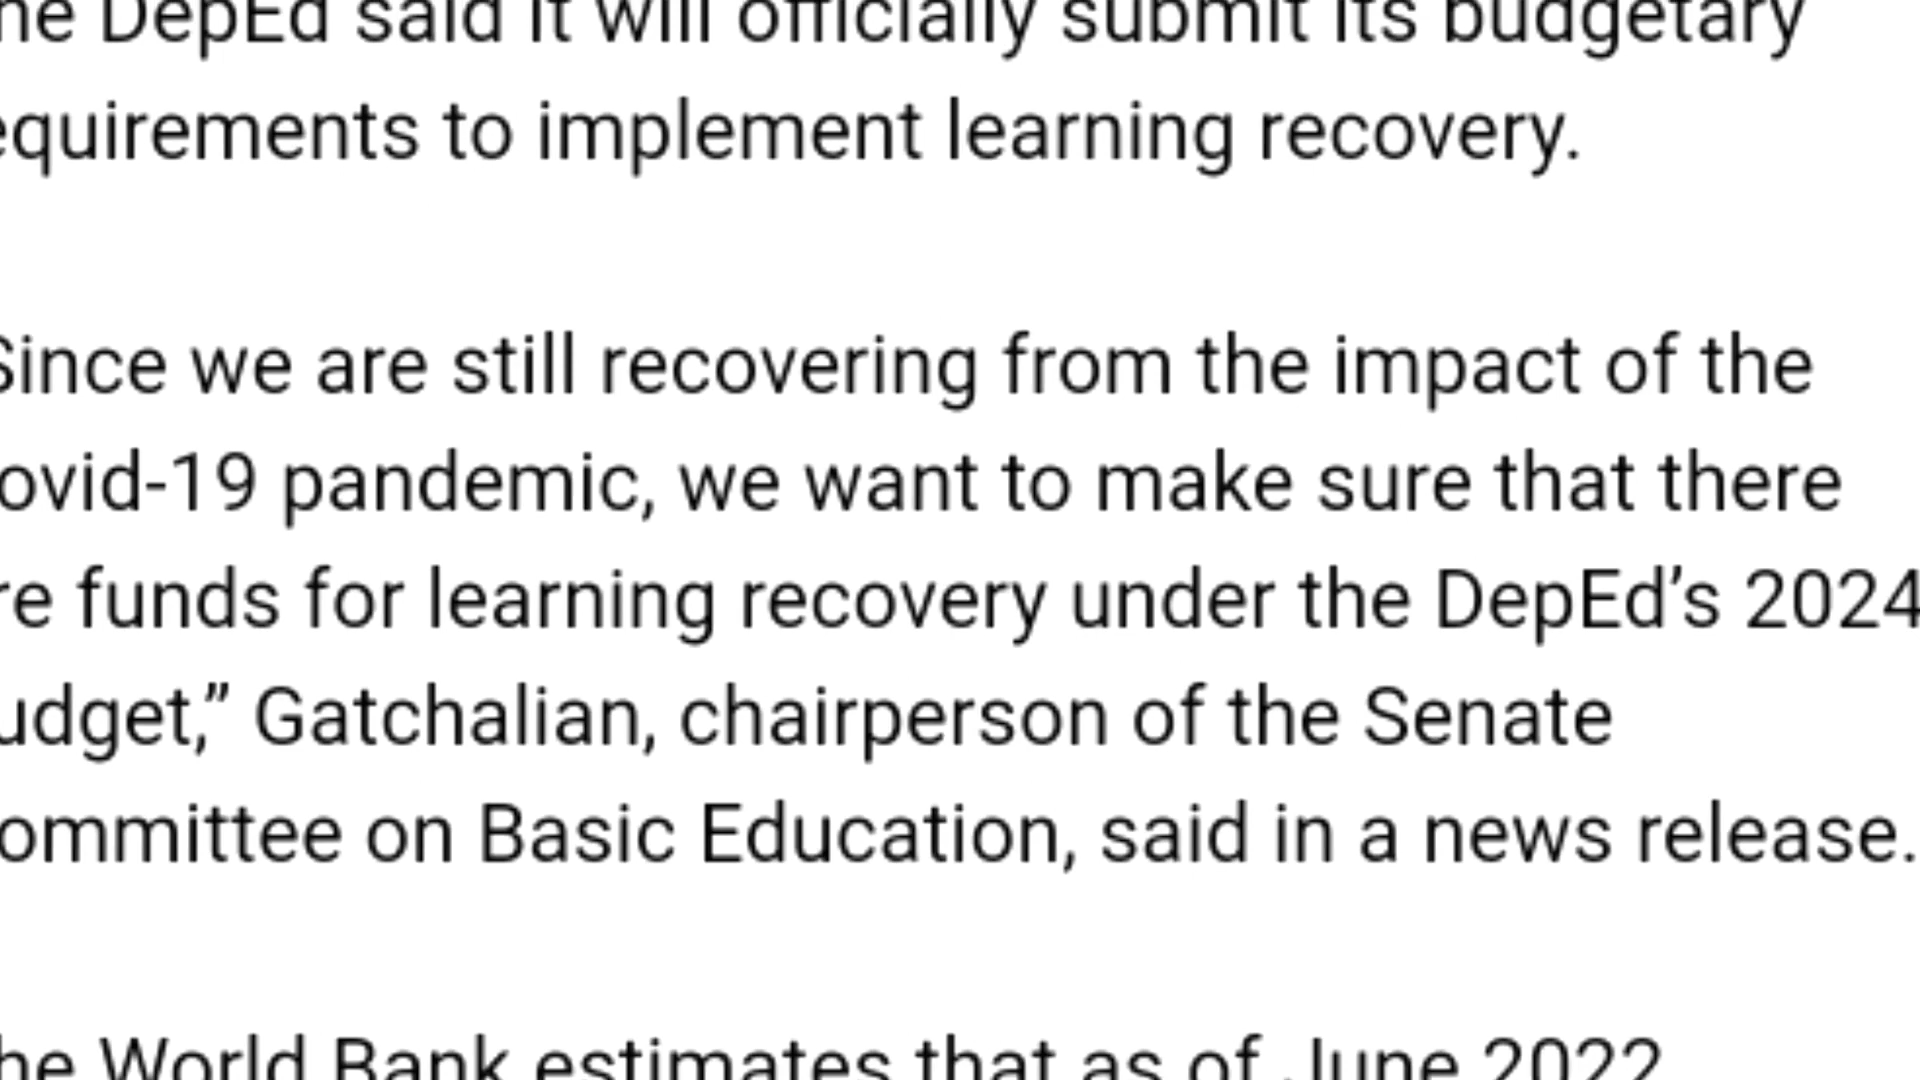 he DepEd said it will officially submit its budgetary
equirements to implement learning recovery.
Since we are still recovering from the impact of the
ovid-19 pandemic, we want to make sure that there
re funds for learning recovery under the DepEd’s 2024
udget,” Gatchalian, chairperson of the Senate
ommittee on Basic Education, said in a news release.
he World Bank estimates that as of June 2022